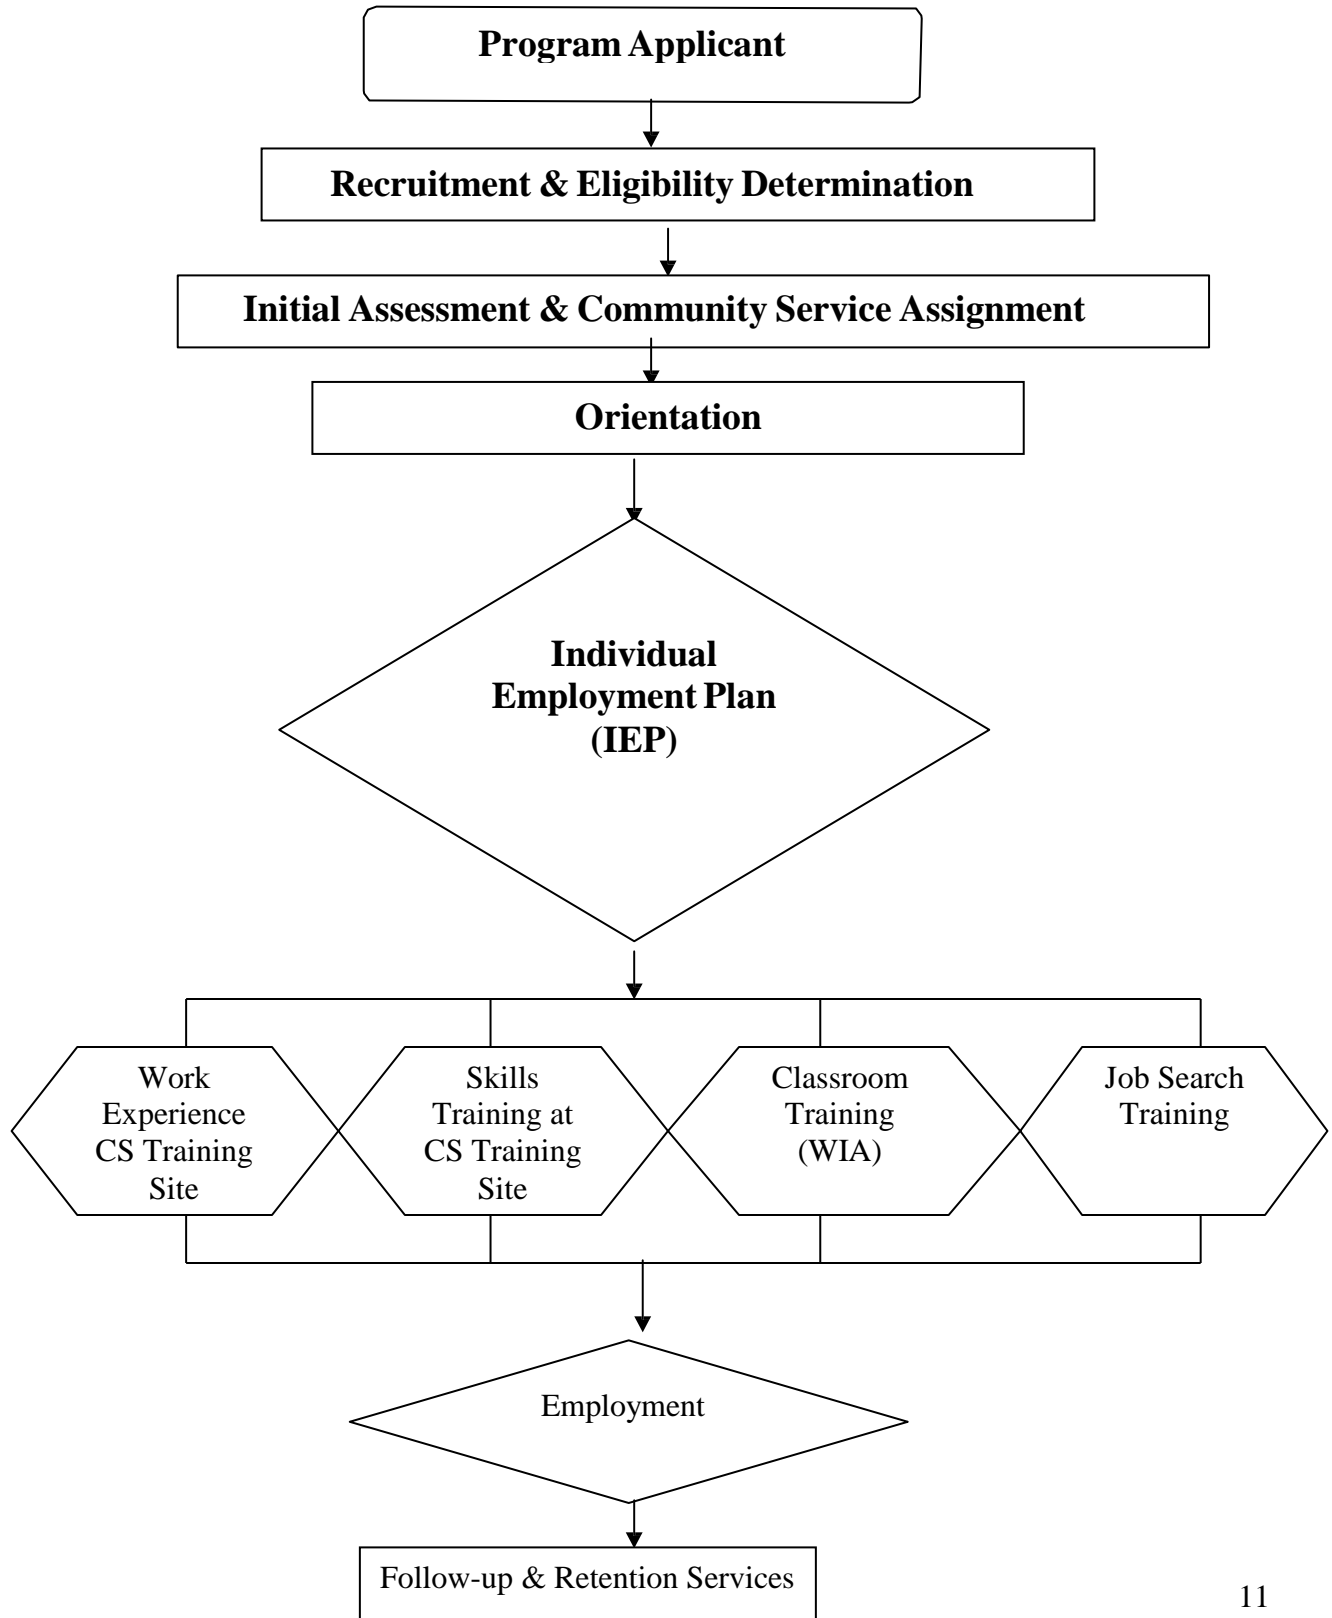 Program Applicant
Recruitment & Eligibility Determination
Initial Assessment & Community Service Assignment
Orientation
Individual
Employment Plan
(IEP)
Work
Experience
CS Training
Site
Skills
Training at
CS Training
Site
Classroom
Training
(WIA)
Job Search
Training
Employment
Follow-up & Retention Services
11